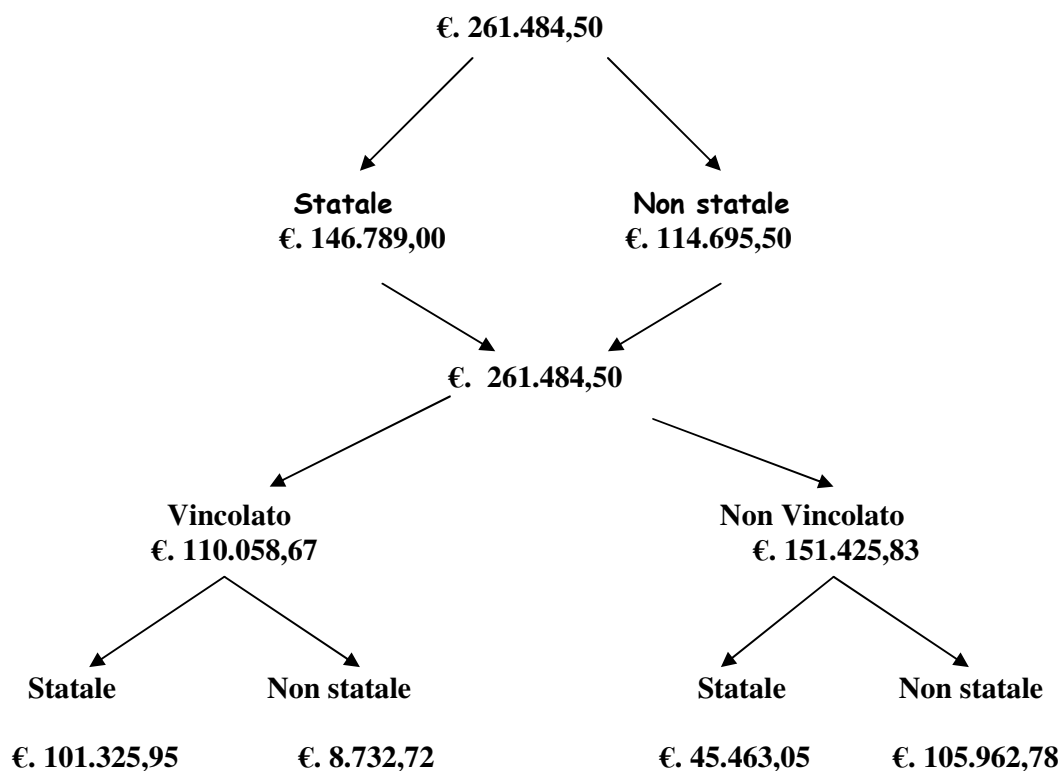 €. 261.484,50
Statale Non statale
€. 146.789,00 €. 114.695,50
€. 261.484,50
Vincolato Non Vincolato
€. 110.058,67 €. 151.425,83
Statale Non statale Statale Non statale
€. 101.325,95 €. 8.732,72 €. 45.463,05 €. 105.962,78